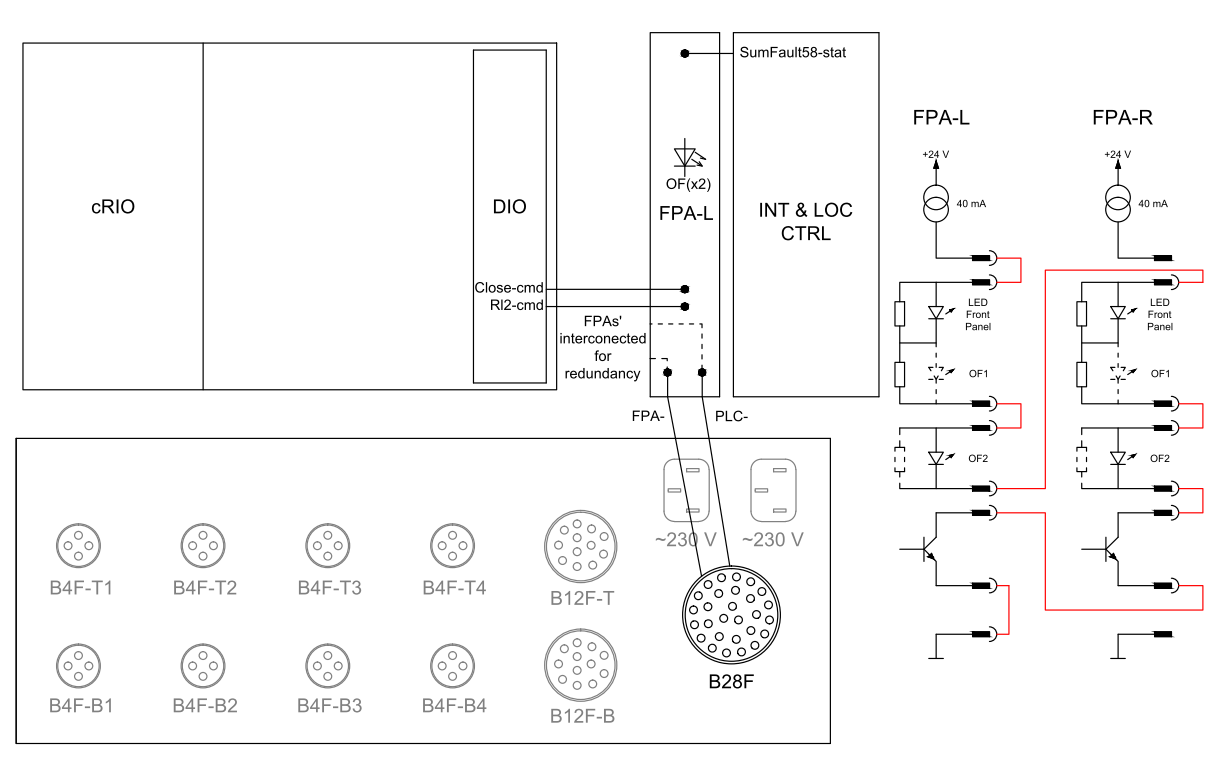 SumFault58-stat
FPA-L
FPA-R
+24 V
+24 V
40 mA
40 mA
OF(x2)
FPA-L
cRIO
DIO
INT & LOC
CTRL
Close-cmd
RI2-cmd
FPAs'
interconected
for
redundancy
LED
Front
Panel
LED
Front
Panel
OF1
OF1
FPA-
PLC-
OF2
OF2
~230 V
~230 V
B4F-T1
B4F-T2
B4F-T3
B4F-T4
B12F-T
B28F
B4F-B1
B4F-B2
B4F-B3
B4F-B4
B12F-B